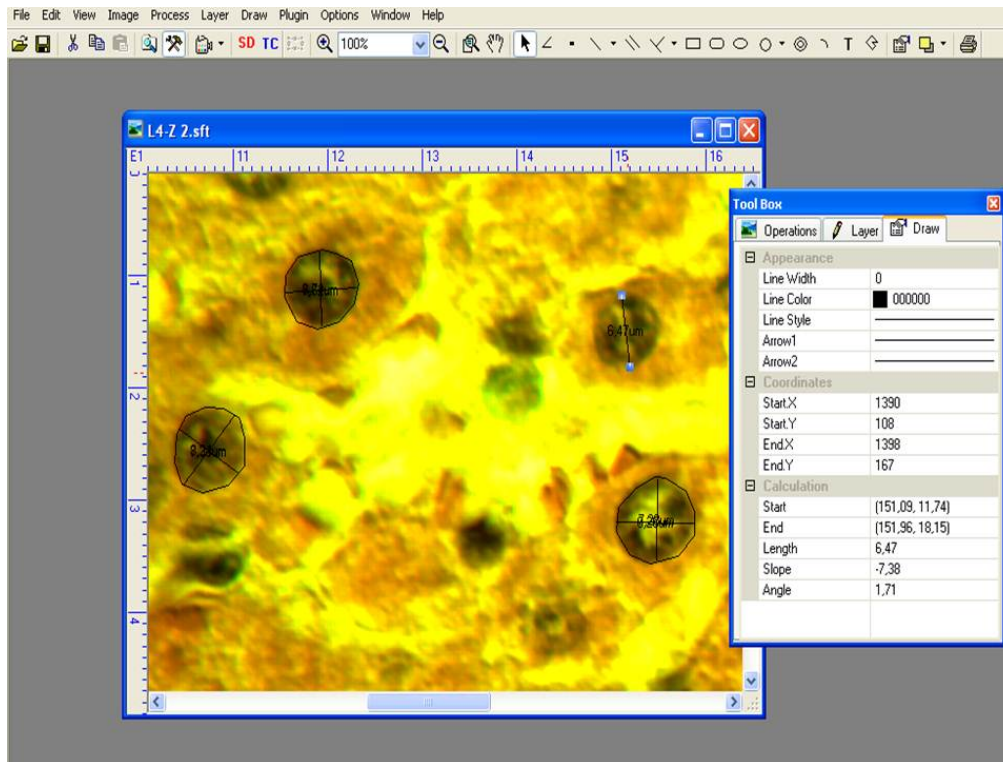 File Edit View Image Process Layer Draw Plugin Options Window Help
SD TC 100% T
L4-Z 2.sft
E1 11 12 13 14 15 16
0
1
2
3
4
6,47um
Tool Box
Operations Layer Draw
Appearance
Line Width 0
Line Color 000000
Line Style
Arrow1
Arrow2
Coordinates
Start.X 1390
Start.Y 108
End.X 1398
End.Y 167
Calculation
Start (151,09, 11,74)
End (151,96, 18,15)
Length 6,47
Slope -7,38
Angle 1,71